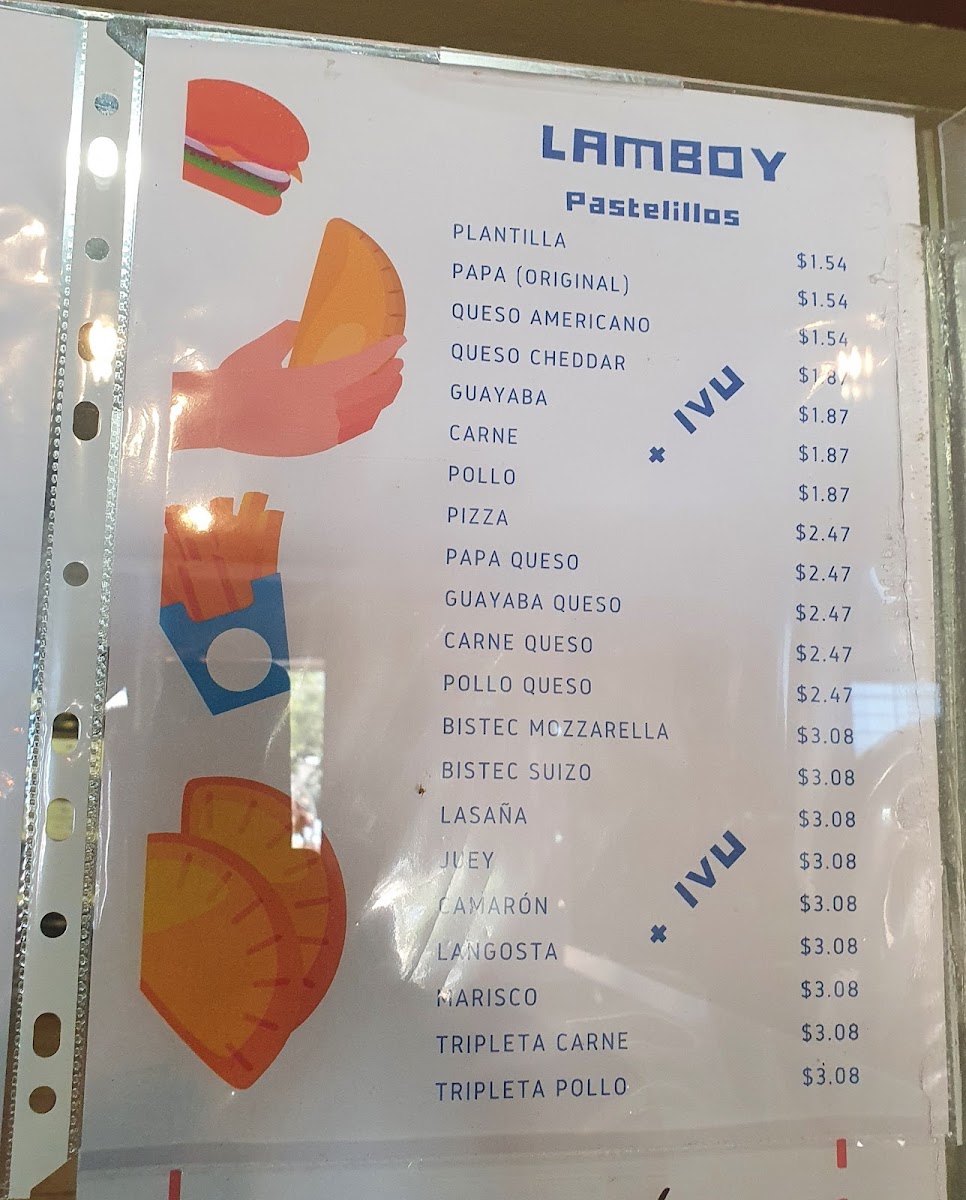 LAMBOY
Pastelillos
PLANTILLA $1.54
PAPA (ORIGINAL) $1.54
QUESO AMERICANO $1.54
QUESO CHEDDAR $1.87
GUAYABA $1.87
CARNE $1.87
POLLO $1.87
PIZZA $2.47
PAPA QUESO $2.47
GUAYABA QUESO $2.47
CARNE QUESO $2.47
POLLO QUESO $2.47
BISTEC MOZZARELLA $3.08
BISTEC SUIZO $3.08
LASAÑA $3.08
JUEY $3.08
CAMARÓN $3.08
LANGOSTA $3.08
MARISCO $3.08
TRIPLETA CARNE $3.08
TRIPLETA POLLO $3.08
+ IVU
+ IVU